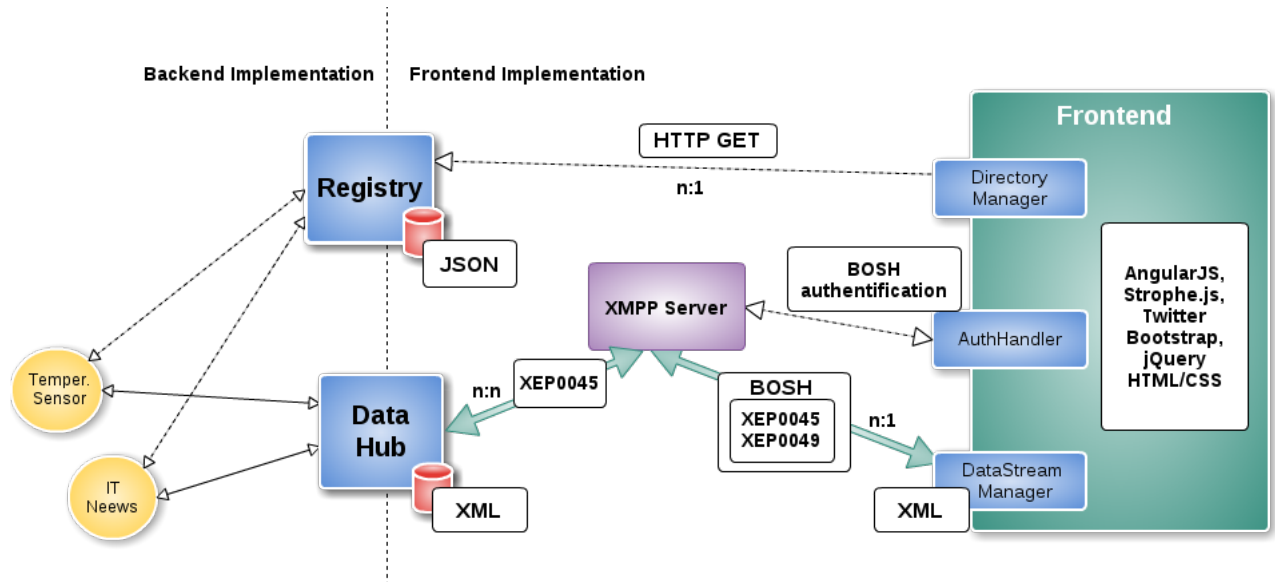 Backend Implementation
Frontend Implementation
Frontend
HTTP GET
n:1
Directory
Manager
Registry
JSON
BOSH
authentification
XMPP Server
AngularJS,
Strophe.js,
Twitter
Bootstrap,
jQuery
HTML/CSS
AuthHandler
Temper.
Sensor
XEP0045
n:n
BOSH
XEP0045
XEP0049
n:1
Data
Hub
IT
Neews
XML
DataStream
Manager
XML